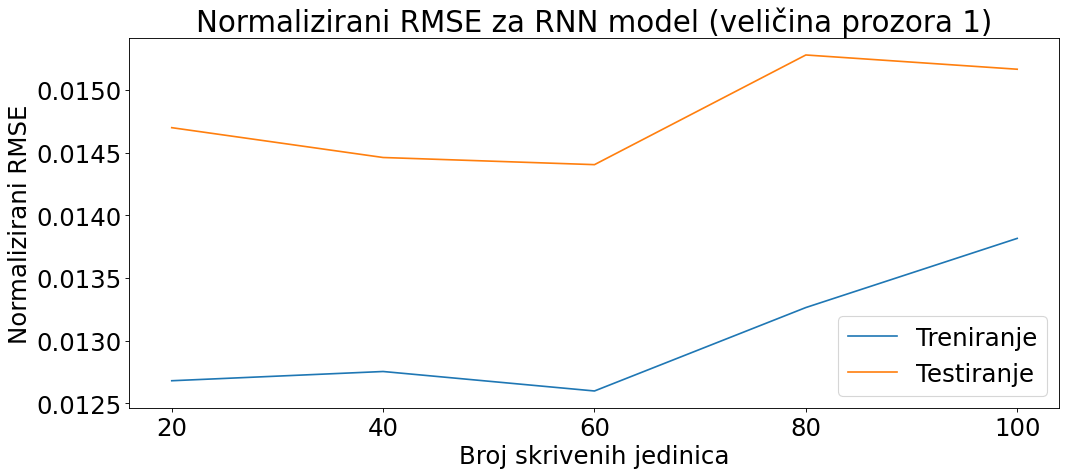 Normalizirani RMSE za RNN model (veličina prozora 1)
Normalizirani RMSE
0.0150
0.0145
0.0140
0.0135
0.0130
0.0125
Treniranje
Testiranje
20 40 60 80 100
Broj skrivenih jedinica